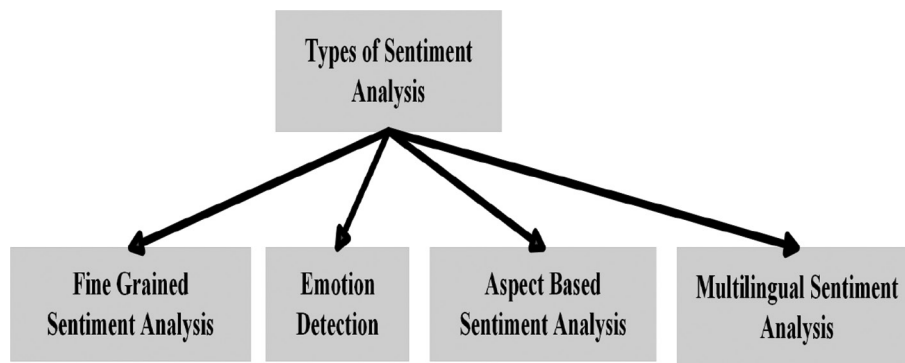 Types of Sentiment
Analysis
Fine Grained
Sentiment Analysis
Emotion
Detection
Aspect Based
Sentiment Analysis
Multilingual Sentiment
Analysis